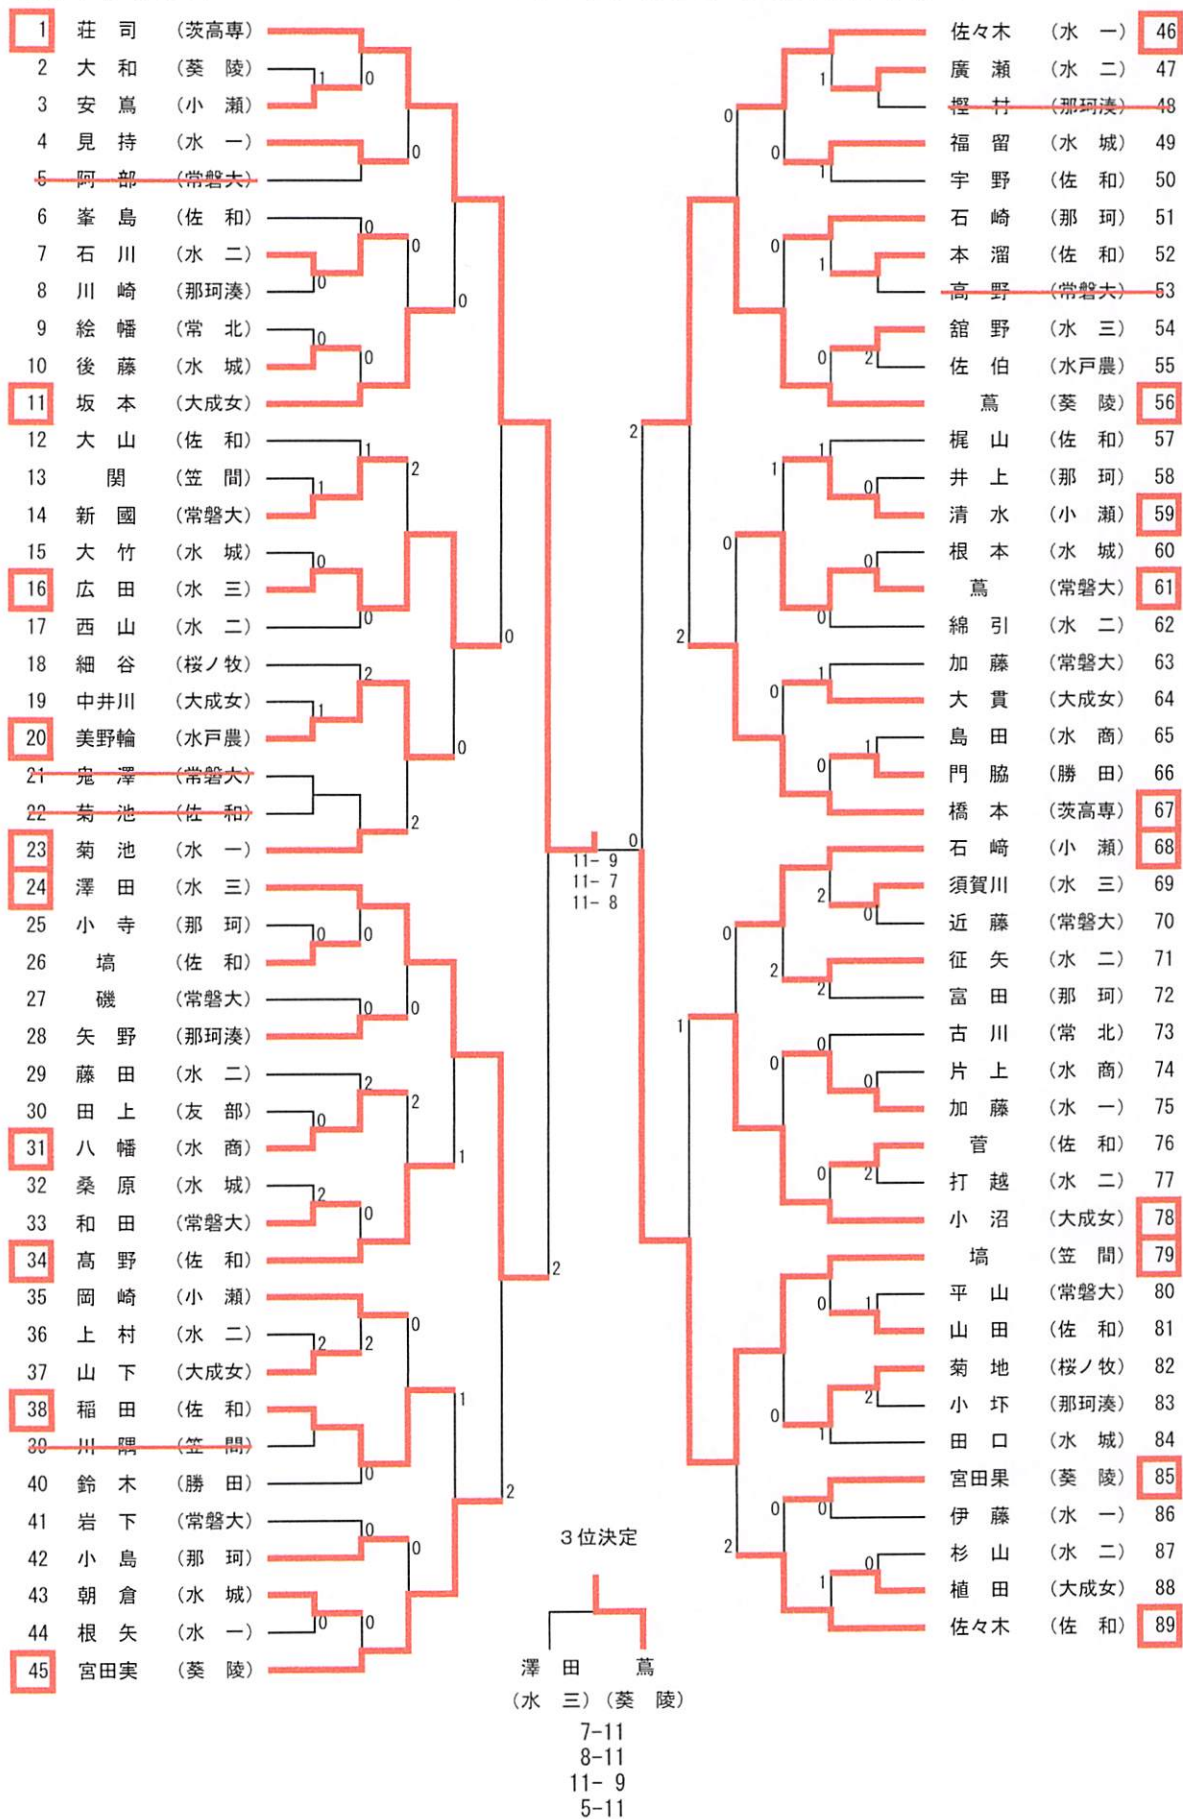 1 荘司 (茨高専)
2 大和 (葵陵)
3 安嶌 (小瀬)
4 見持 (水一)
5 阿部 (常磐大)
6 峯島 (佐和)
7 石川 (水二)
8 川崎 (那珂湊)
9 絵幡 (常北)
10 後藤 (水城)
11 坂本 (大成女)
12 大山 (佐和)
13 関 (笠間)
14 新國 (常磐大)
15 大竹 (水城)
16 広田 (水三)
17 西山 (水二)
18 細谷 (桜ノ牧)
19 中井川 (大成女)
20 美野輪 (水戸農)
21 鬼澤 (常磐大)
22 菊池 (佐和)
23 菊池 (水一)
24 澤田 (水三)
25 小寺 (那珂)
26 塙 (佐和)
27 磯 (常磐大)
28 矢野 (那珂湊)
29 藤田 (水二)
30 田上 (友部)
31 八幡 (水商)
32 桑原 (水城)
33 和田 (常磐大)
34 髙野 (佐和)
35 岡崎 (小瀬)
36 上村 (水二)
37 山下 (大成女)
38 稲田 (佐和)
39 川隅 (笠間)
40 鈴木 (勝田)
41 岩下 (常磐大)
42 小島 (那珂)
43 朝倉 (水城)
44 根矢 (水一)
45 宮田実 (葵陵)
11- 9
11- 7
11- 8
佐々木 (水一) 46
廣瀬 (水二) 47
樫村 (那珂湊) 48
福留 (水城) 49
宇野 (佐和) 50
石崎 (那珂) 51
本溜 (佐和) 52
高野 (常磐大) 53
舘野 (水三) 54
佐伯 (水戸農) 55
蔦 (葵陵) 56
梶山 (佐和) 57
井上 (那珂) 58
清水 (小瀬) 59
根本 (水城) 60
蔦 (常磐大) 61
綿引 (水二) 62
加藤 (常磐大) 63
大貫 (大成女) 64
島田 (水商) 65
門脇 (勝田) 66
橋本 (茨高専) 67
石﨑 (小瀬) 68
須賀川 (水三) 69
近藤 (常磐大) 70
征矢 (水二) 71
富田 (那珂) 72
古川 (常北) 73
片上 (水商) 74
加藤 (水一) 75
菅 (佐和) 76
打越 (水二) 77
小沼 (大成女) 78
塙 (笠間) 79
平山 (常磐大) 80
山田 (佐和) 81
菊地 (桜ノ牧) 82
小圷 (那珂湊) 83
田口 (水城) 84
宮田果 (葵陵) 85
伊藤 (水一) 86
杉山 (水二) 87
植田 (大成女) 88
佐々木 (佐和) 89
3位決定
澤田 蔦
(水三) (葵陵)
7-11
8-11
11- 9
5-11